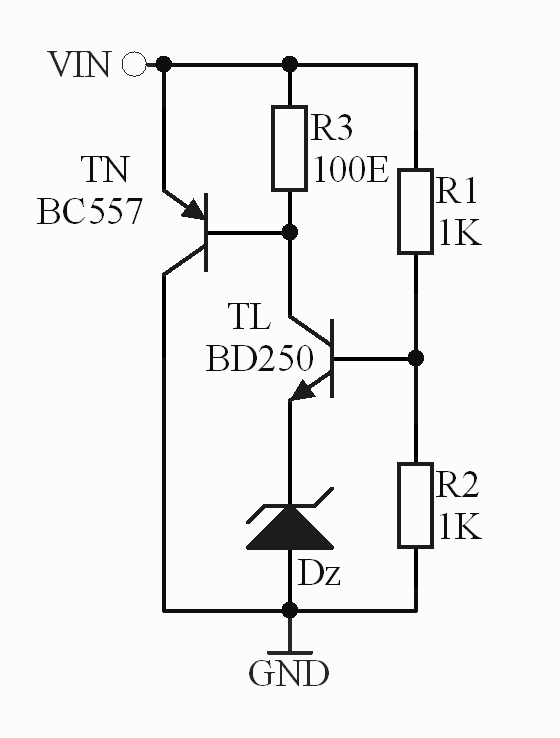 VIN
R3
100E
TN
BC557
R1
1K
TL
BD250
R2
1K
Dz
GND